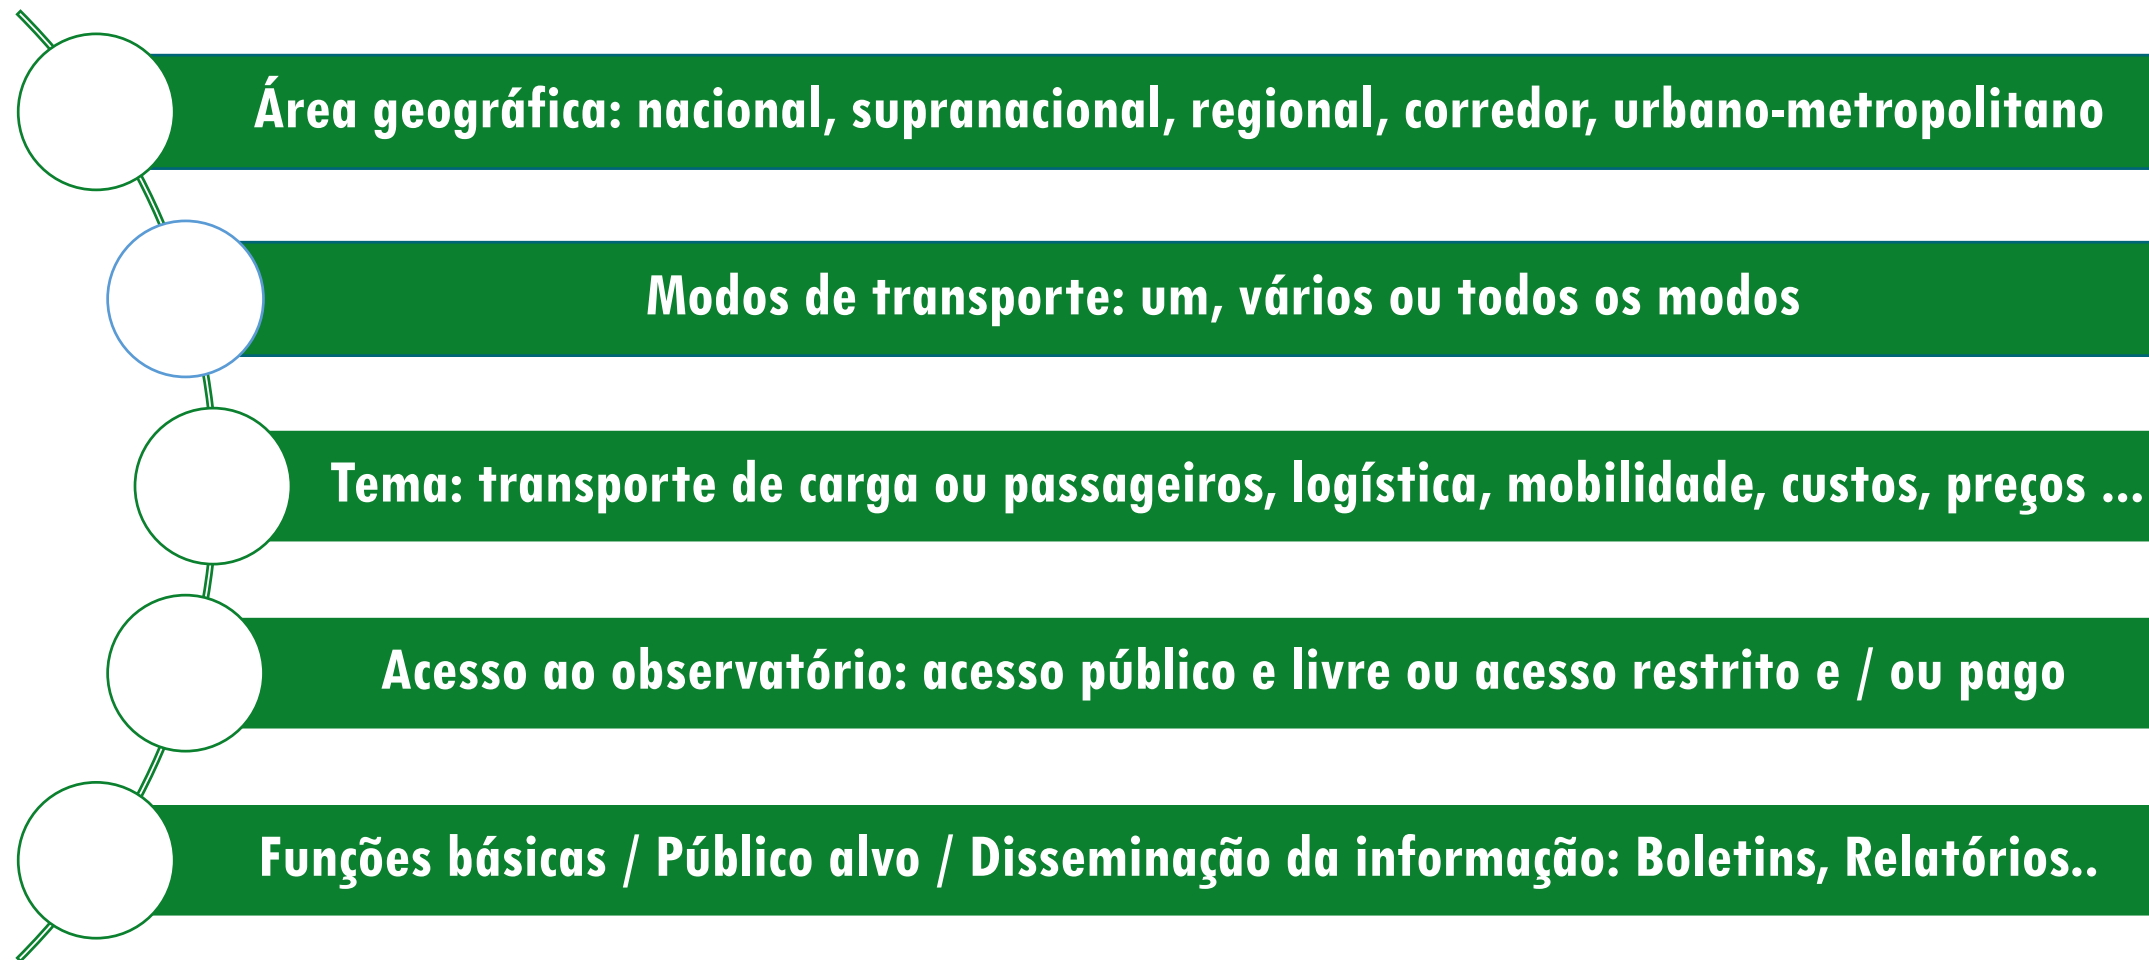 Área geográfica: nacional, supranacional, regional, corredor, urbano-metropolitano
Modos de transporte: um, vários ou todos os modos
Tema: transporte de carga ou passageiros, logística, mobilidade, custos, preços ...
Acesso ao observatório: acesso público e livre ou acesso restrito e / ou pago
Funções básicas / Público alvo / Disseminação da informação: Boletins, Relatórios..